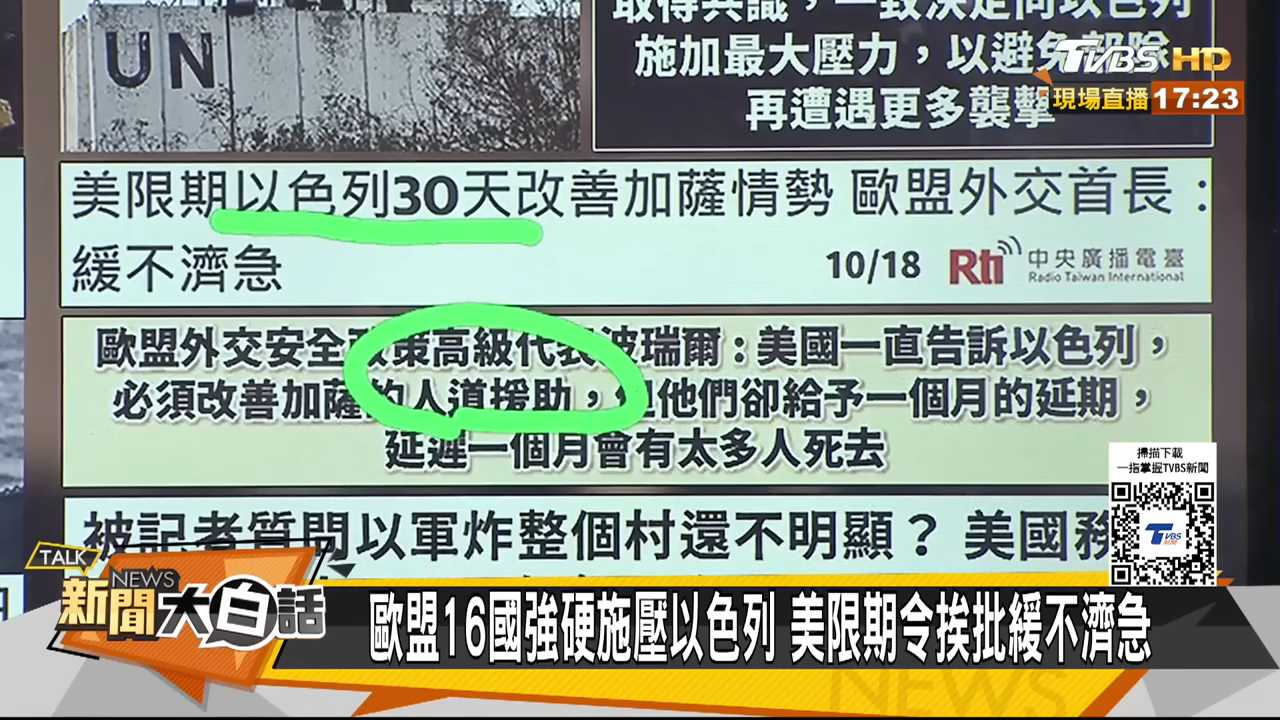 UN
取得共識，一致決定向以色列
施加最大壓力，以避免部隊
再遭遇更多襲擊
TVBS HD
現場直播 17:23
美限期以色列30天改善加薩情勢 歐盟外交首長：
緩不濟急
10/18 Rti 中央廣播電臺
Radio Taiwan International
歐盟外交安全政策高級代表波瑞爾：美國一直告訴以色列，
必須改善加薩的人道援助，但他們卻給予一個月的延期，
延遲一個月會有太多人死去
被記者質問以軍炸整個村還不明顯？ 美國務
掃描下載
一指掌握TVBS新聞
TVBS
新聞
TALK
NEWS
新聞大白話
歐盟16國強硬施壓以色列 美限期令挨批緩不濟急
NEWS